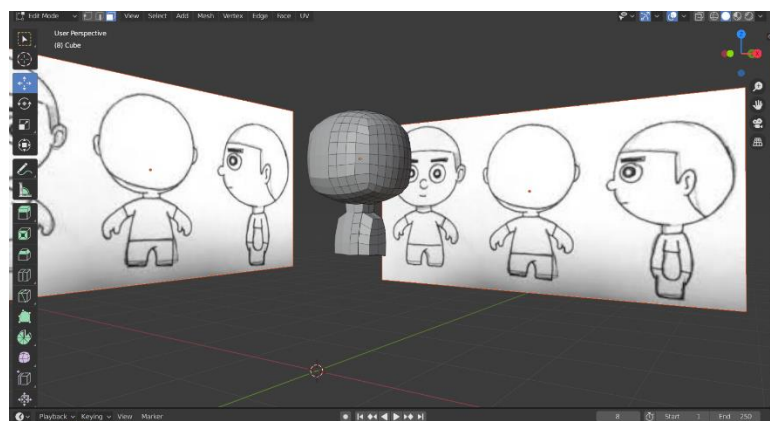 Edit Mode View Select Add Mesh Vertex Edge Face UV
User Perspective
(8) Cube
Playback Keying View Marker 8 Start 1 End 250